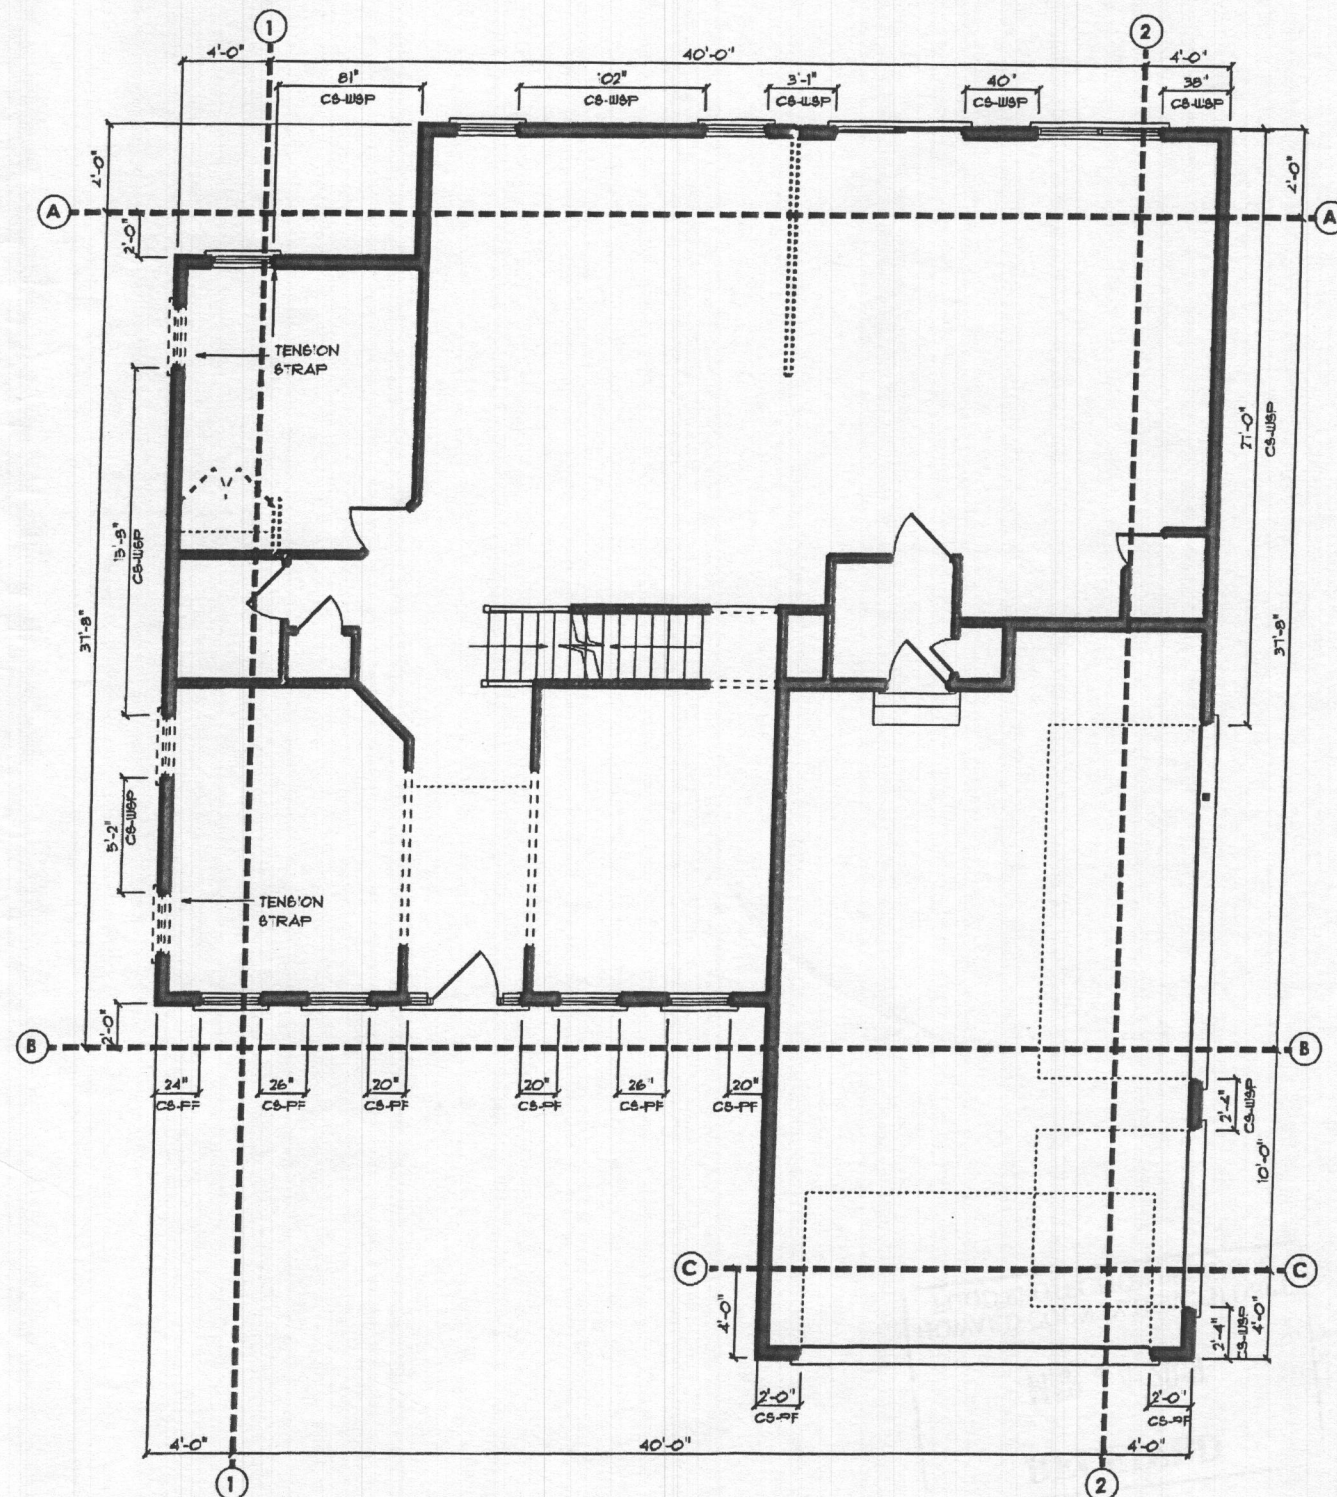 1
2
4'-0"
40'-0"
4'-0"
81"
CS-WSP
102"
CS-WSP
3'-1"
CS-WSP
40"
CS-WSP
38"
CS-WSP
4'-0"
4'-0"
A
A
2'-0"
TENSION
STRAP
27'-0"
CS-WSP
13'-8"
CS-WSP
37'-8"
37'-8"
5'-2"
CS-WSP
TENSION
STRAP
2'-0"
B
B
24"
CS-PF
26"
CS-PF
20"
CS-PF
20"
CS-PF
26"
CS-PF
20"
CS-PF
2'-4"
CS-WSP
10'-0"
C
C
4'-0"
2'-4"
CS-WSP
4'-0"
2'-0"
CS-PF
2'-0"
CS-PF
4'-0"
40'-0"
4'-0"
1
2